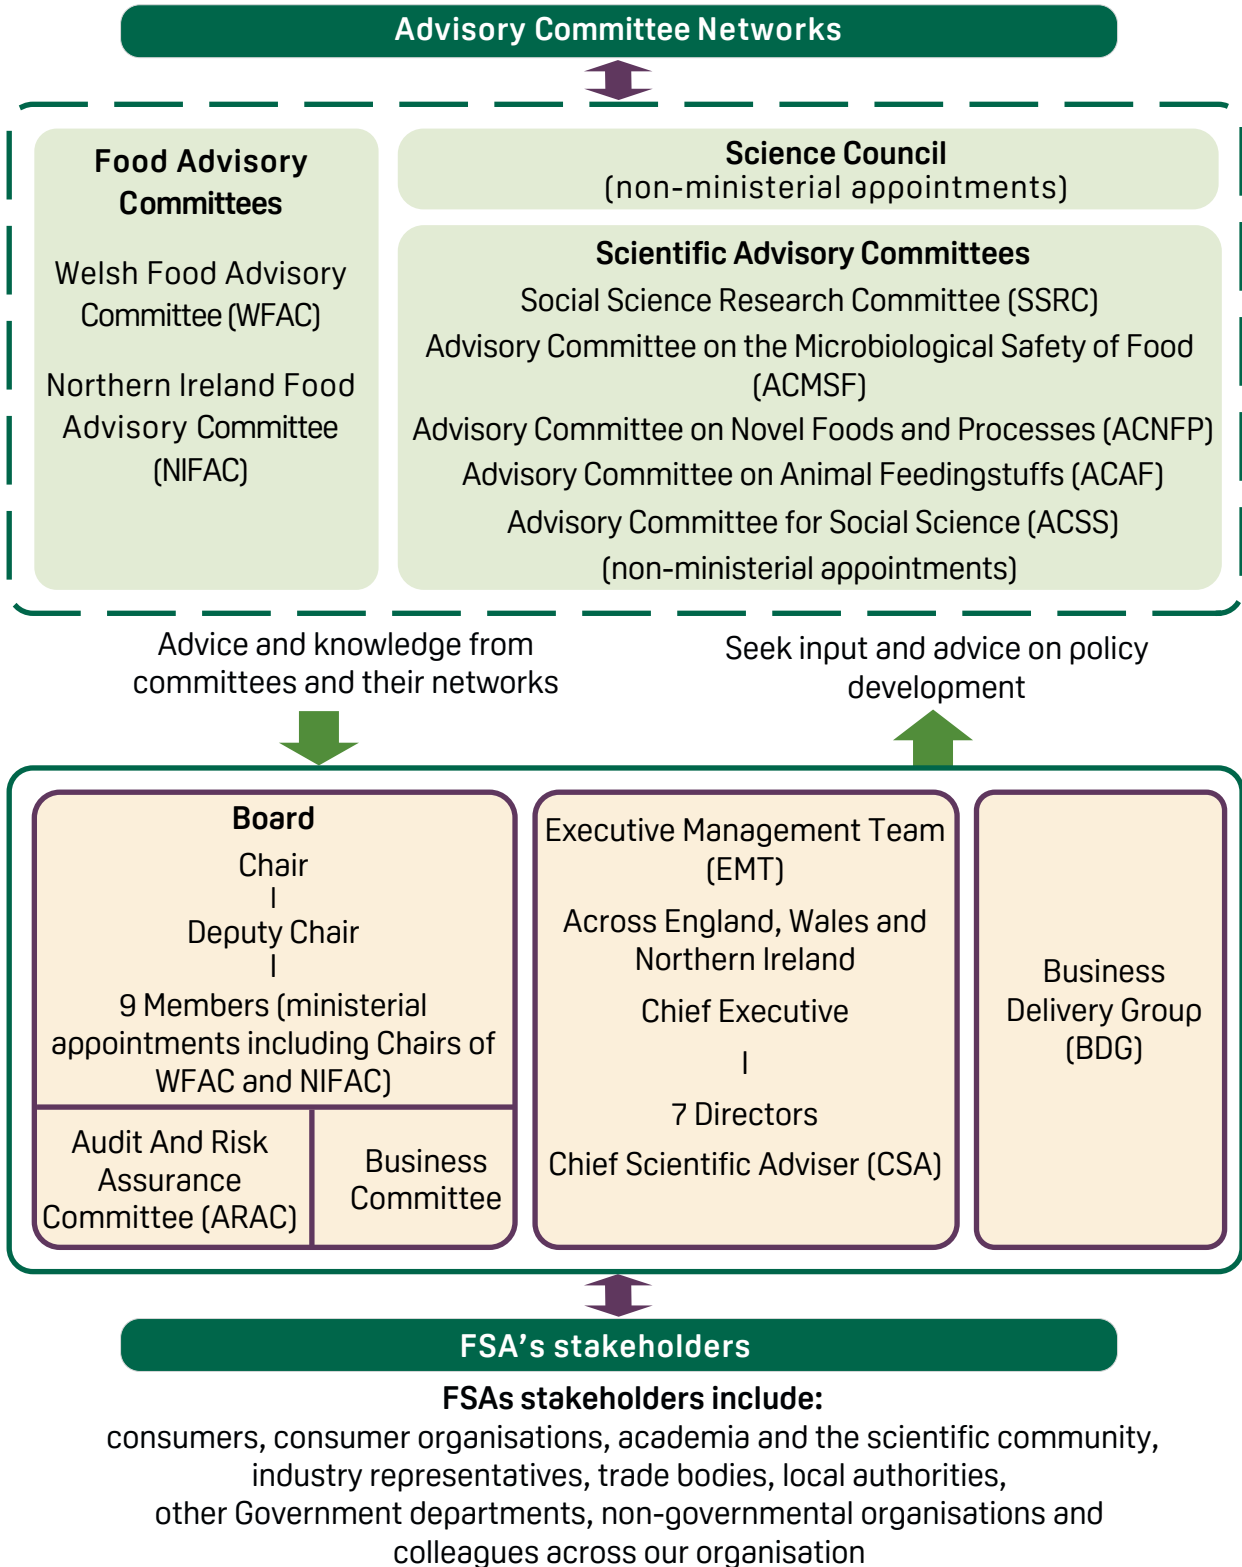 Advisory Committee Networks
Food Advisory
Committees
Welsh Food Advisory
Committee (WFAC)
Northern Ireland Food
Advisory Committee
(NIFAC)
Science Council
(non-ministerial appointments)
Scientific Advisory Committees
Social Science Research Committee (SSRC)
Advisory Committee on the Microbiological Safety of Food
(ACMSF)
Advisory Committee on Novel Foods and Processes (ACNFP)
Advisory Committee on Animal Feedingstuffs (ACAF)
Advisory Committee for Social Science (ACSS)
(non-ministerial appointments)
Advice and knowledge from
committees and their networks
Seek input and advice on policy
development
Board
Chair
Deputy Chair
9 Members (ministerial
appointments including Chairs of
WFAC and NIFAC)
Audit And Risk
Assurance
Committee (ARAC)
Business
Committee
Executive Management Team
(EMT)
Across England, Wales and
Northern Ireland
Chief Executive
7 Directors
Chief Scientific Adviser (CSA)
Business
Delivery Group
(BDG)
FSA's stakeholders
FSAs stakeholders include:
consumers, consumer organisations, academia and the scientific community,
industry representatives, trade bodies, local authorities,
other Government departments, non-governmental organisations and
colleagues across our organisation